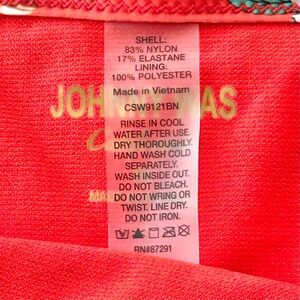 SHELL:
83% NYLON
17% ELASTANE
LINING:
100% POLYESTER
Made in Vietnam
CSW9121BN
RINSE IN COOL
WATER AFTER USE.
DRY THOROUGHLY.
HAND WASH COLD
SEPARATELY.
WASH INSIDE OUT.
DO NOT BLEACH.
DO NOT WRING OR
TWIST. LINE DRY.
DO NOT IRON.
RN#87291